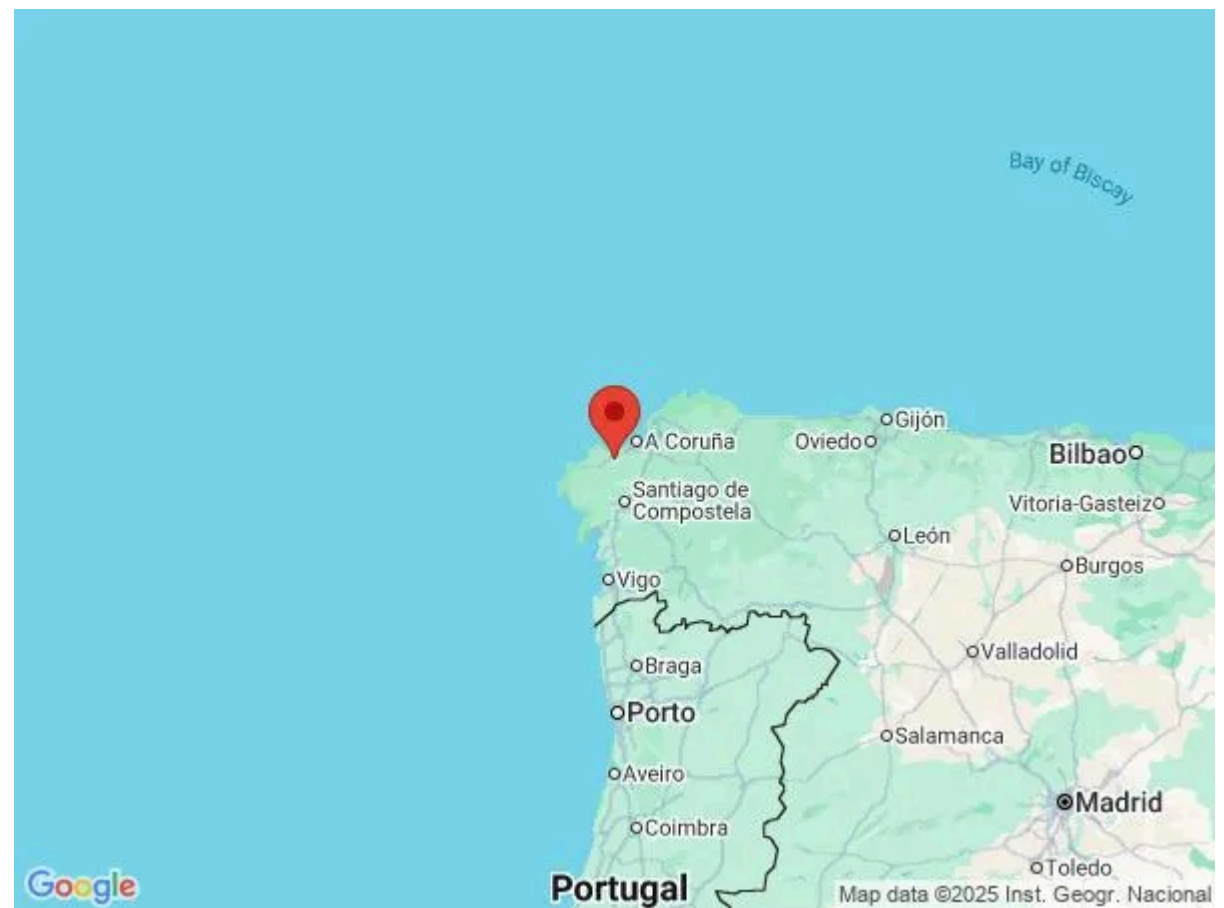 Bay of Biscay
A Coruña
Oviedo
Gijón
Bilbao
Santiago de
Compostela
Vitoria-Gasteiz
León
Burgos
Vigo
Valladolid
Braga
Porto
Salamanca
Aveiro
Madrid
Coimbra
Toledo
Portugal
Google
Map data ©2025 Inst. Geogr. Nacional